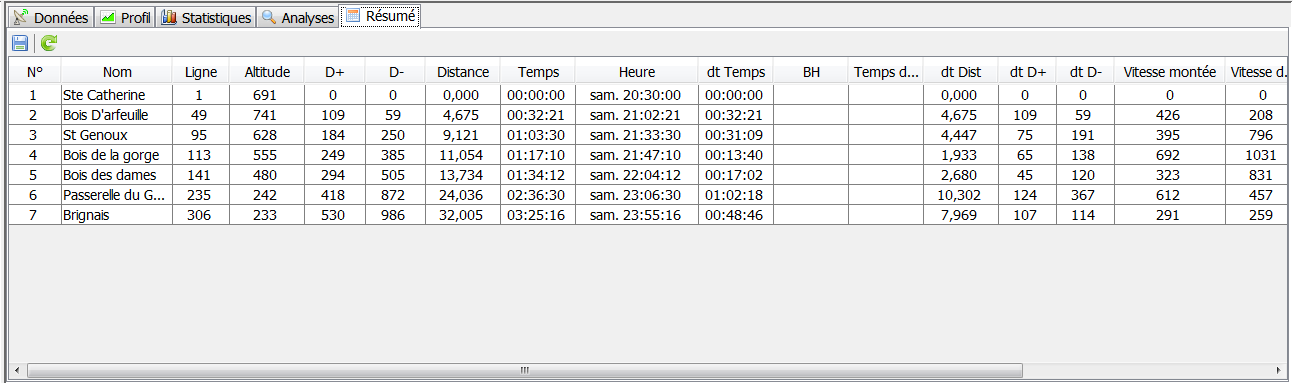 Données Profil Statistiques Analyses Résumé
N° Nom Ligne Altitude D+ D- Distance Temps Heure dt Temps BH Temps d... dt Dist dt D+ dt D- Vitesse montée Vitesse d.
1 Ste Catherine 1 691 0 0 0,000 00:00:00 sam. 20:30:00 00:00:00 0,000 0 0 0 0
2 Bois D'arfeuille 49 741 109 59 4,675 00:32:21 sam. 21:02:21 00:32:21 4,675 109 59 426 208
3 St Genoux 95 628 184 250 9,121 01:03:30 sam. 21:33:30 00:31:09 4,447 75 191 395 796
4 Bois de la gorge 113 555 249 385 11,054 01:17:10 sam. 21:47:10 00:13:40 1,933 65 138 692 1031
5 Bois des dames 141 480 294 505 13,734 01:34:12 sam. 22:04:12 00:17:02 2,680 45 120 323 831
6 Passerelle du G... 235 242 418 872 24,036 02:36:30 sam. 23:06:30 01:02:18 10,302 124 367 612 457
7 Brignais 306 233 530 986 32,005 03:25:16 sam. 23:55:16 00:48:46 7,969 107 114 291 259